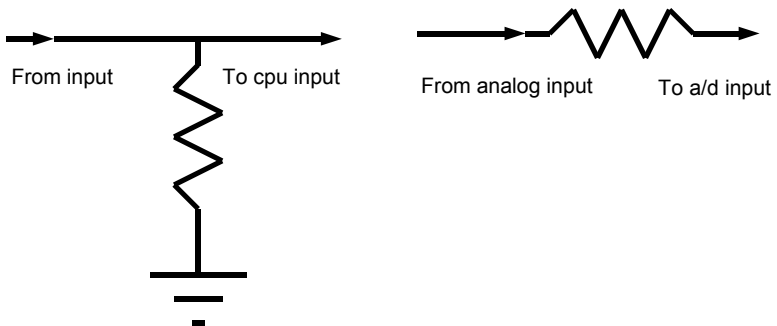 From input
To cpu input
From analog input
To a/d input